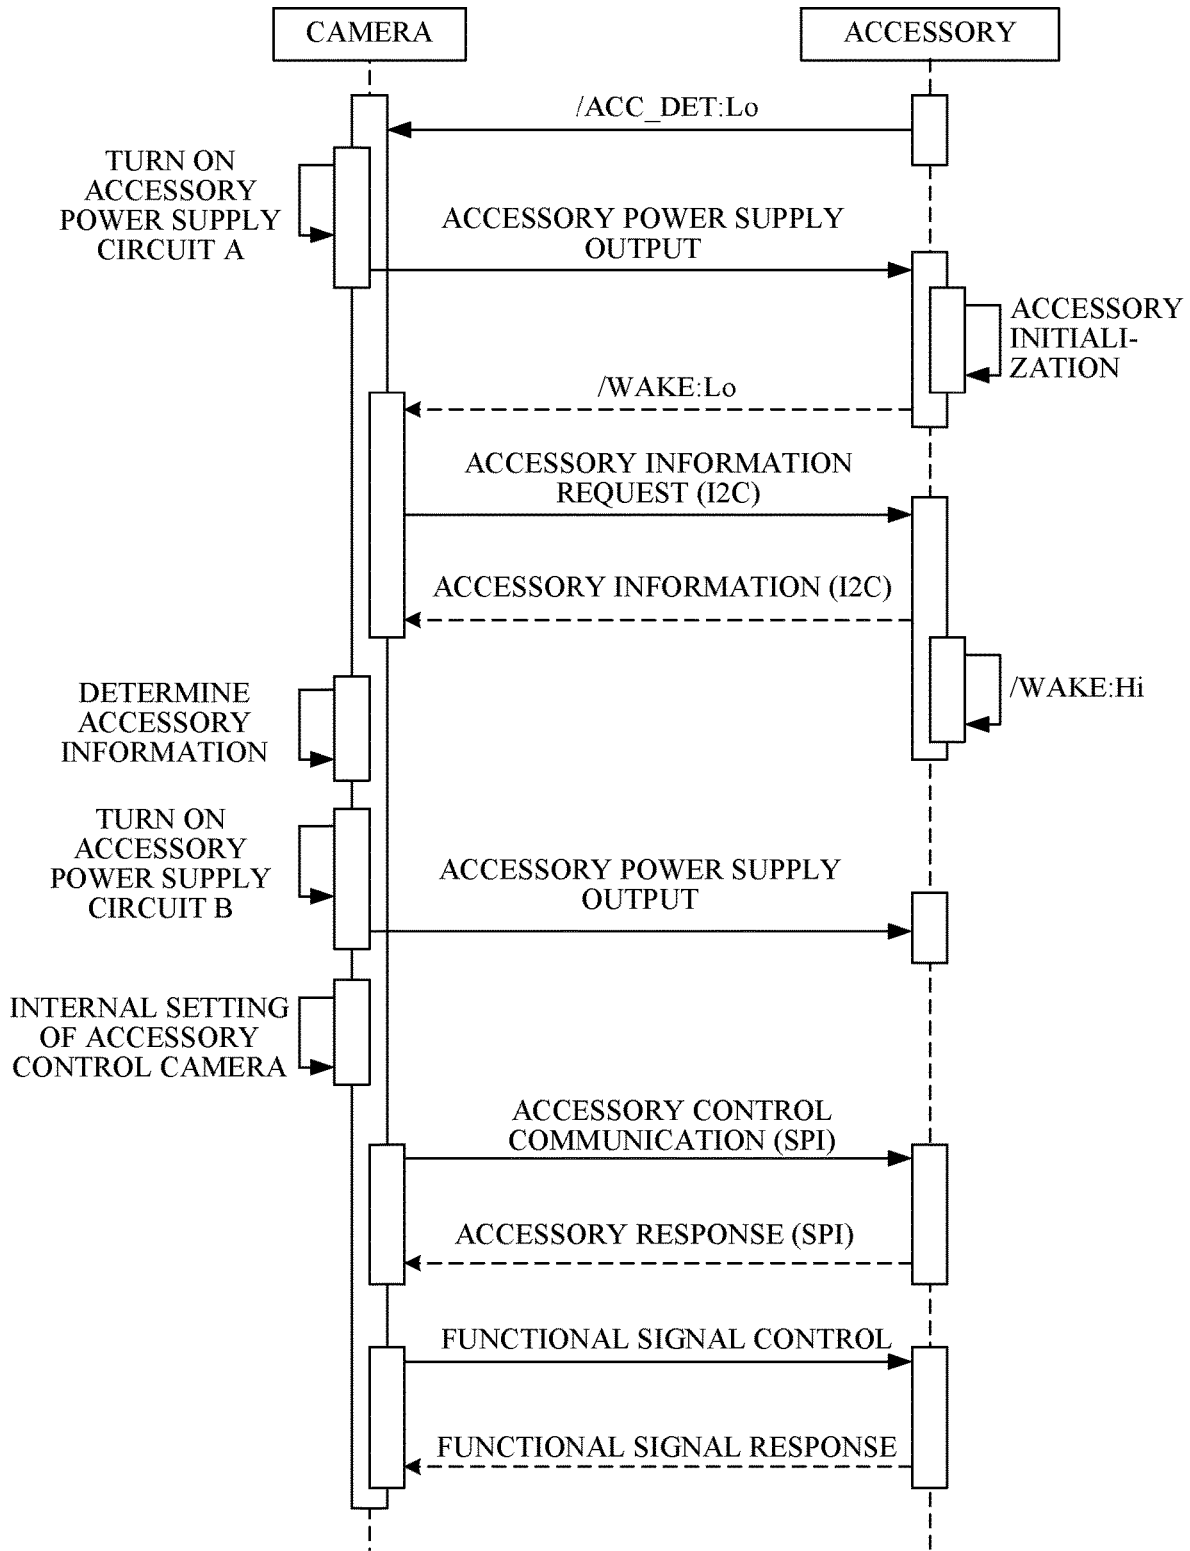 CAMERA
ACCESSORY
/ACC_DET:Lo
TURN ON
ACCESSORY
POWER SUPPLY
CIRCUIT A
ACCESSORY POWER SUPPLY
OUTPUT
ACCESSORY
INITIALI-
ZATION
/WAKE:Lo
ACCESSORY INFORMATION
REQUEST (I2C)
ACCESSORY INFORMATION (I2C)
/WAKE:Hi
DETERMINE
ACCESSORY
INFORMATION
TURN ON
ACCESSORY
POWER SUPPLY
CIRCUIT B
ACCESSORY POWER SUPPLY
OUTPUT
INTERNAL SETTING
OF ACCESSORY
CONTROL CAMERA
ACCESSORY CONTROL
COMMUNICATION (SPI)
ACCESSORY RESPONSE (SPI)
FUNCTIONAL SIGNAL CONTROL
FUNCTIONAL SIGNAL RESPONSE